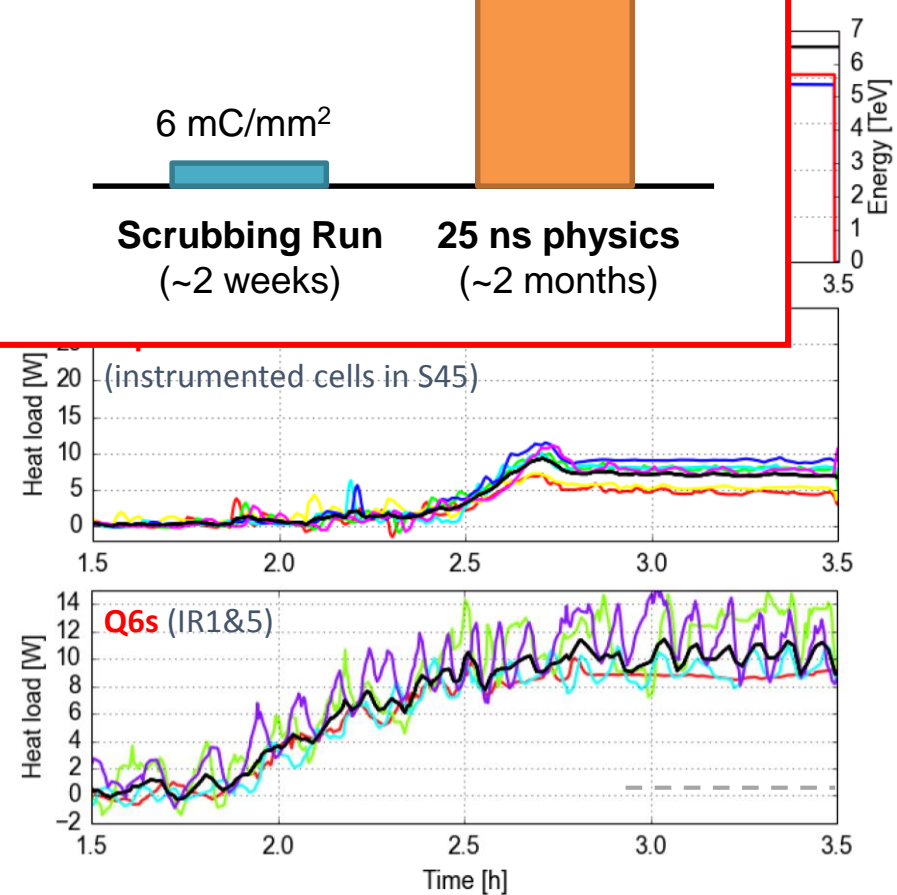 6 mC/mm²
Scrubbing Run
(~2 weeks)
25 ns physics
(~2 months)
7
6
5
4
3
2
1
0
Energy [TeV]
3.5
(instrumented cells in S45)
Heat load [W]
20
15
10
5
0
1.5 2.0 2.5 3.0 3.5
Q6s (IR1&5)
Heat load [W]
14
12
10
8
6
4
2
0
−2
1.5 2.0 2.5 3.0 3.5
Time [h]